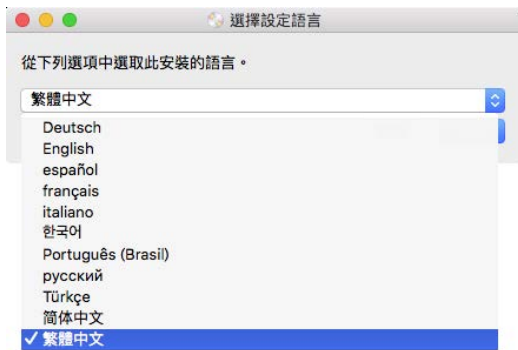 選擇設定語言
從下列選項中選取此安裝的語言。
繁體中文
Deutsch
English
español
français
italiano
한국어
Português (Brasil)
русский
Türkçe
简体中文
✓ 繁體中文